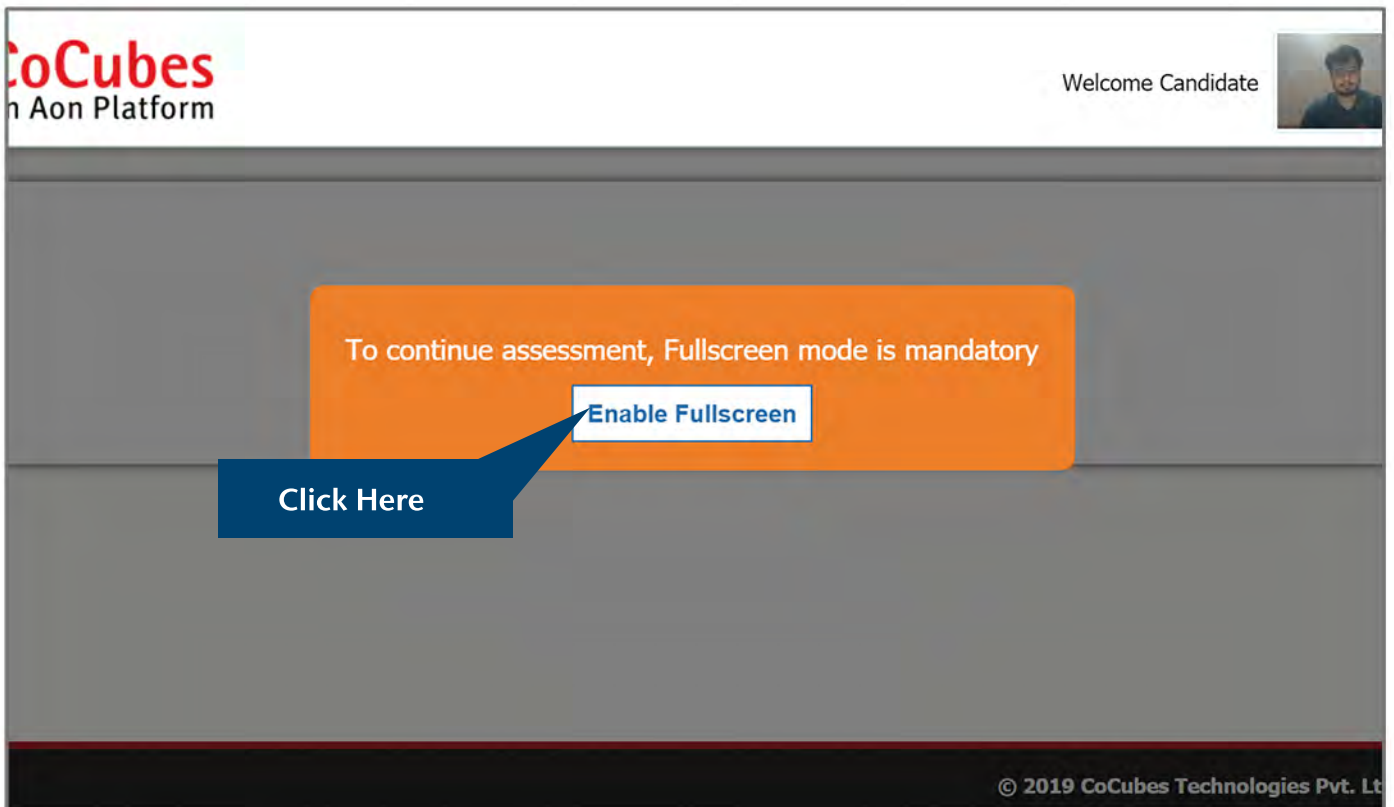 CoCubes
n Aon Platform
Welcome Candidate
To continue assessment, Fullscreen mode is mandatory
Enable Fullscreen
Click Here
© 2019 CoCubes Technologies Pvt. Lt